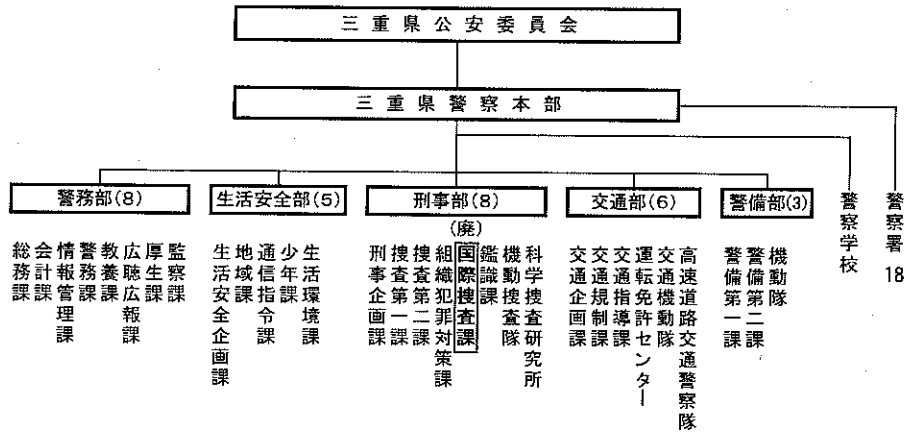 三重県公安委員会
三重県警察本部
警務部(8)
総務課
会計課
情報管理課
警務課
教養課
広聴広報課
厚生課
監察課
生活安全部(5)
生活安全企画課
地域課
通信指令課
少年課
生活環境課
刑事部(8)
(廃)
刑事企画課
捜査第一課
捜査第二課
組織犯罪対策課
国際捜査課
鑑識課
機動捜査隊
科学捜査研究所
交通部(6)
交通企画課
交通規制課
交通指導課
運転免許センター
交通機動隊
高速道路交通警察隊
警備部(3)
警備第一課
警備第二課
機動隊
警察学校
警察署 18